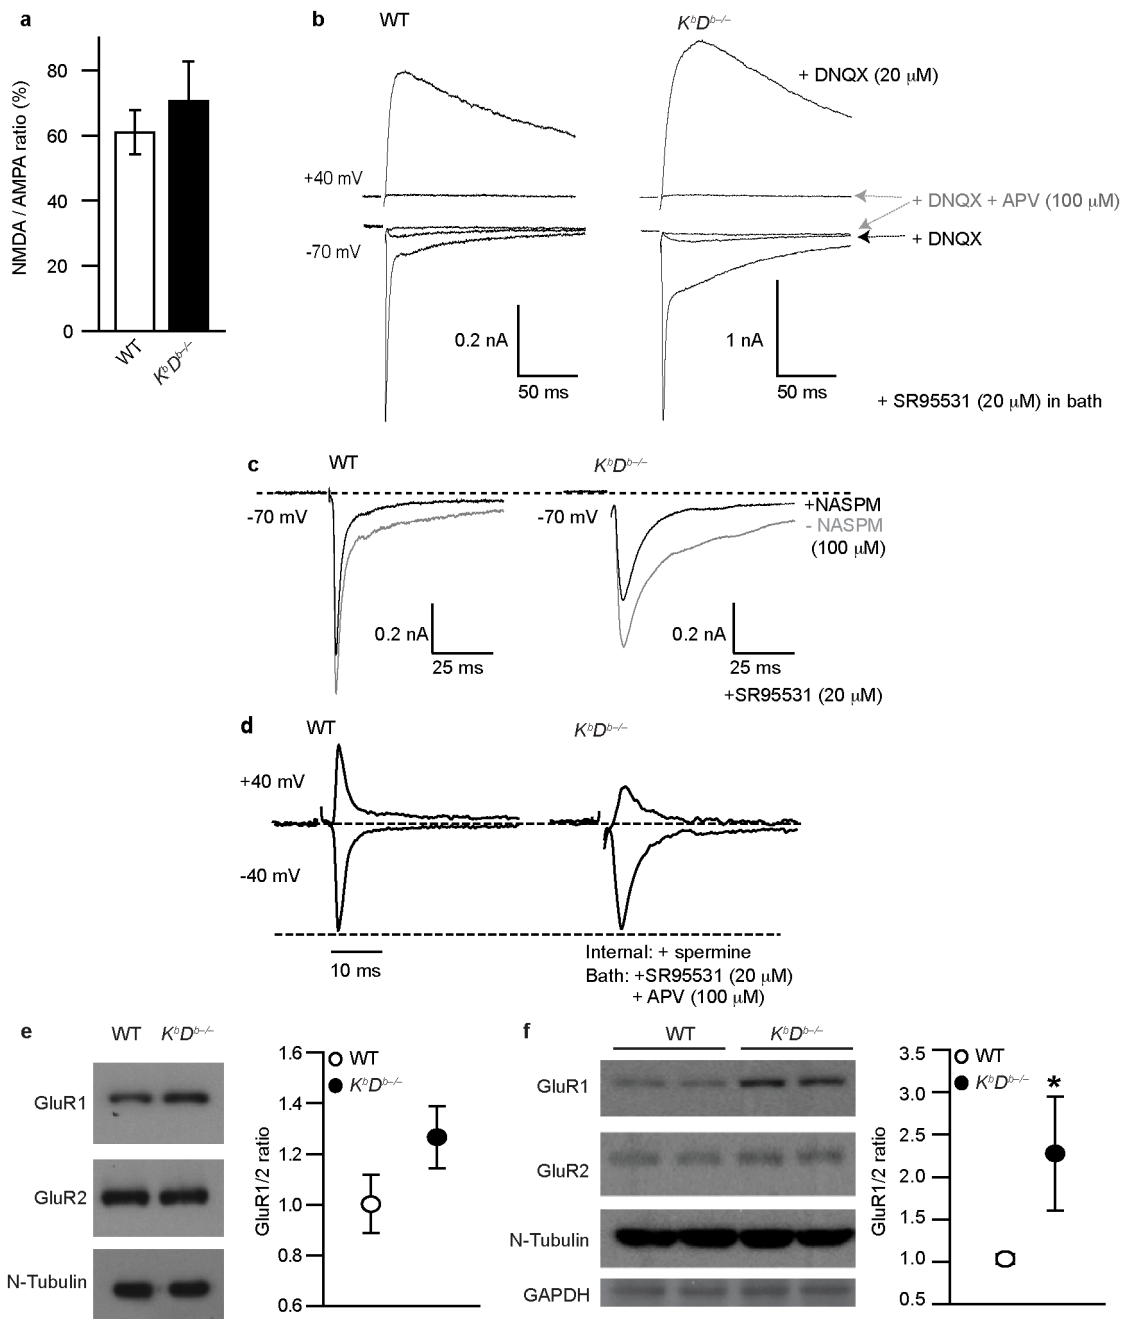 a
NMDA / AMPA ratio (%)
80
60
40
20
0
WT
KᵇDᵇ⁻/⁻
b
WT
KᵇDᵇ⁻/⁻
+ DNQX (20 µM)
+40 mV
+ DNQX + APV (100 µM)
-70 mV
+ DNQX
0.2 nA
50 ms
1 nA
50 ms
+ SR95531 (20 µM) in bath
c
WT
KᵇDᵇ⁻/⁻
-70 mV
-70 mV
+NASPM
- NASPM
(100 µM)
0.2 nA
25 ms
0.2 nA
25 ms
+SR95531 (20 µM)
d
WT
KᵇDᵇ⁻/⁻
+40 mV
-40 mV
10 ms
Internal: + spermine
Bath: +SR95531 (20 µM)
+ APV (100 µM)
e
WT KᵇDᵇ⁻/⁻
GluR1
GluR2
N-Tubulin
GluR1/2 ratio
1.6
1.4
1.2
1.0
0.8
0.6
WT
KᵇDᵇ⁻/⁻
f
WT KᵇDᵇ⁻/⁻
GluR1
GluR2
N-Tubulin
GAPDH
GluR1/2 ratio
3.5
3.0
2.5
2.0
1.5
1.0
0.5
WT
KᵇDᵇ⁻/⁻
*